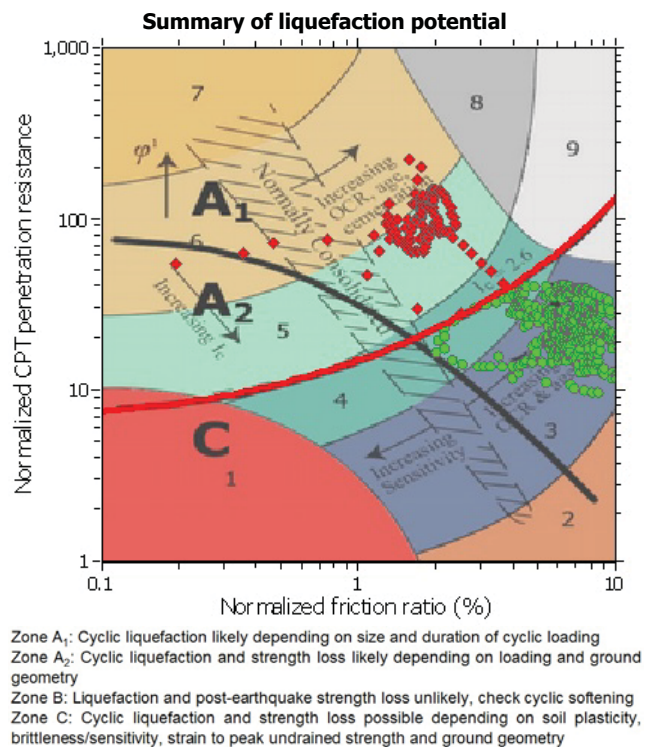 Summary of liquefaction potential
1,000
7
8
9
φ'
Increasing
OCR, age,
cementation
Normally Consolidated
A1
100
6
A2
Increasing Ic
Ic = 2.6
5
Normalized CPT penetration resistance
10
4
Increasing
OCR & age
3
C
1
Increasing
Sensitivity
2
1
0.1
1
10
Normalized friction ratio (%)
Zone A1: Cyclic liquefaction likely depending on size and duration of cyclic loading
Zone A2: Cyclic liquefaction and strength loss likely depending on loading and ground
geometry
Zone B: Liquefaction and post-earthquake strength loss unlikely, check cyclic softening
Zone C: Cyclic liquefaction and strength loss possible depending on soil plasticity,
brittleness/sensitivity, strain to peak undrained strength and ground geometry